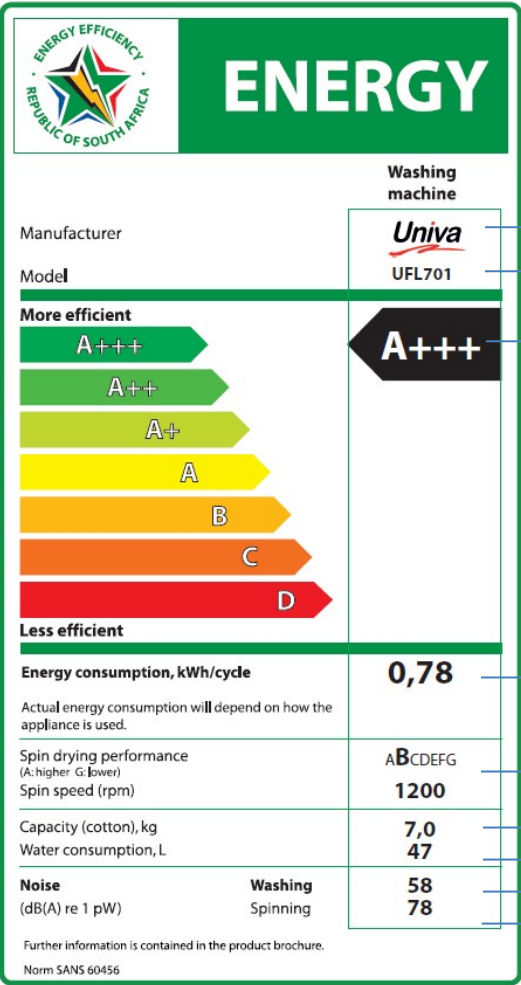 ENERGY EFFICIENCY
REPUBLIC OF SOUTH AFRICA
ENERGY
Washing
machine
Manufacturer Univa
Model UFL701
More efficient
A+++ A+++
A++
A+
A
B
C
D
Less efficient
Energy consumption, kWh/cycle 0,78
Actual energy consumption will depend on how the
appliance is used.
Spin drying performance ABCDEFG
(A: higher G: lower)
Spin speed (rpm) 1200
Capacity (cotton), kg 7,0
Water consumption, L 47
Noise Washing 58
(dB(A) re 1 pW) Spinning 78
Further information is contained in the product brochure.
Norm SANS 60456